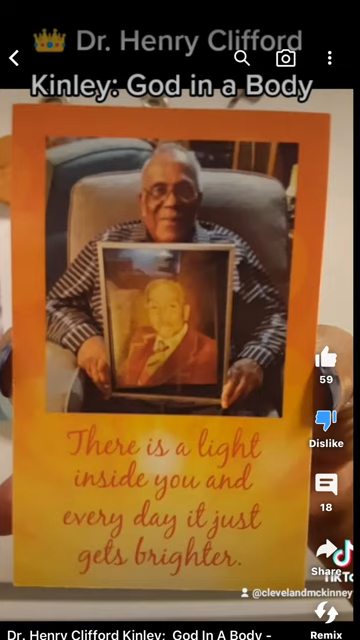 👑 Dr. Henry Clifford
Kinley: God in a Body
There is a light
inside you and
every day it just
gets brighter.
59
Dislike
18
Share
TikTo
@clevelandmckinney
Dr. Henry Clifford Kinley: God In A Body -
Remix